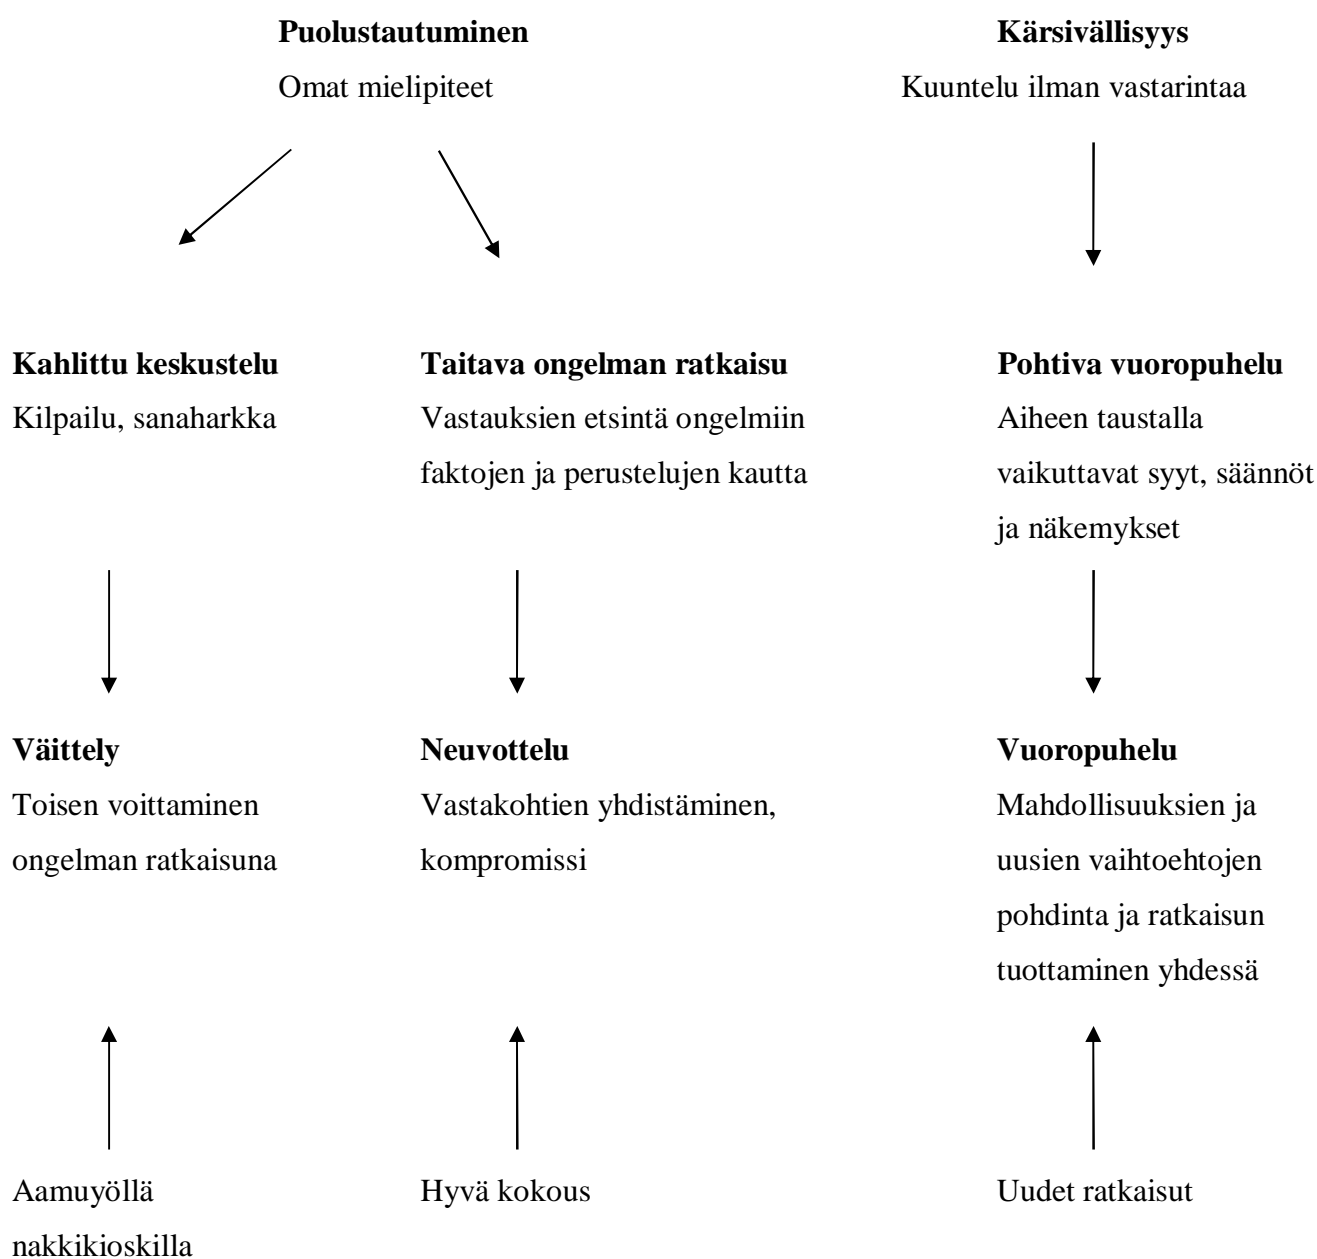 Puolustautuminen
Omat mielipiteet
Kärsivällisyys
Kuuntelu ilman vastarintaa
Kahlittu keskustelu
Kilpailu, sanaharkka
Taitava ongelman ratkaisu
Vastauksien etsintä ongelmiin
faktojen ja perustelujen kautta
Pohtiva vuoropuhelu
Aiheen taustalla
vaikuttavat syyt, säännöt
ja näkemykset
Väittely
Toisen voittaminen
ongelman ratkaisuna
Neuvottelu
Vastakohtien yhdistäminen,
kompromissi
Vuoropuhelu
Mahdollisuuksien ja
uusien vaihtoehtojen
pohdinta ja ratkaisun
tuottaminen yhdessä
Aamuyöllä
nakkikioskilla
Hyvä kokous
Uudet ratkaisut